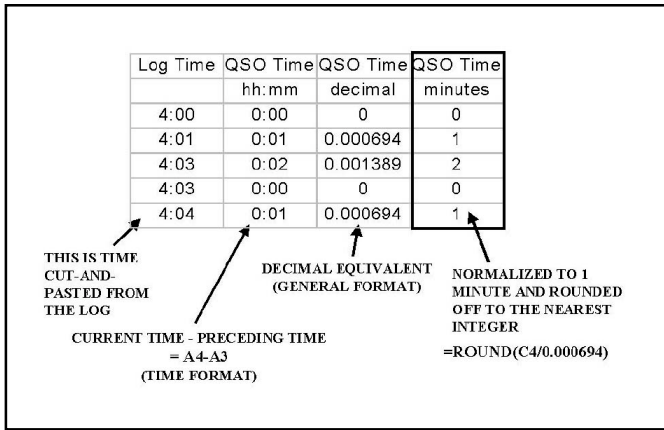 Log Time QSO Time QSO Time QSO Time
hh:mm decimal minutes
4:00 0:00 0 0
4:01 0:01 0.000694 1
4:03 0:02 0.001389 2
4:03 0:00 0 0
4:04 0:01 0.000694 1
THIS IS TIME
CUT-AND-
PASTED FROM
THE LOG
CURRENT TIME - PRECEDING TIME
= A4-A3
(TIME FORMAT)
DECIMAL EQUIVALENT
(GENERAL FORMAT)
NORMALIZED TO 1
MINUTE AND ROUNDED
OFF TO THE NEAREST
INTEGER
=ROUND(C4/0.000694)